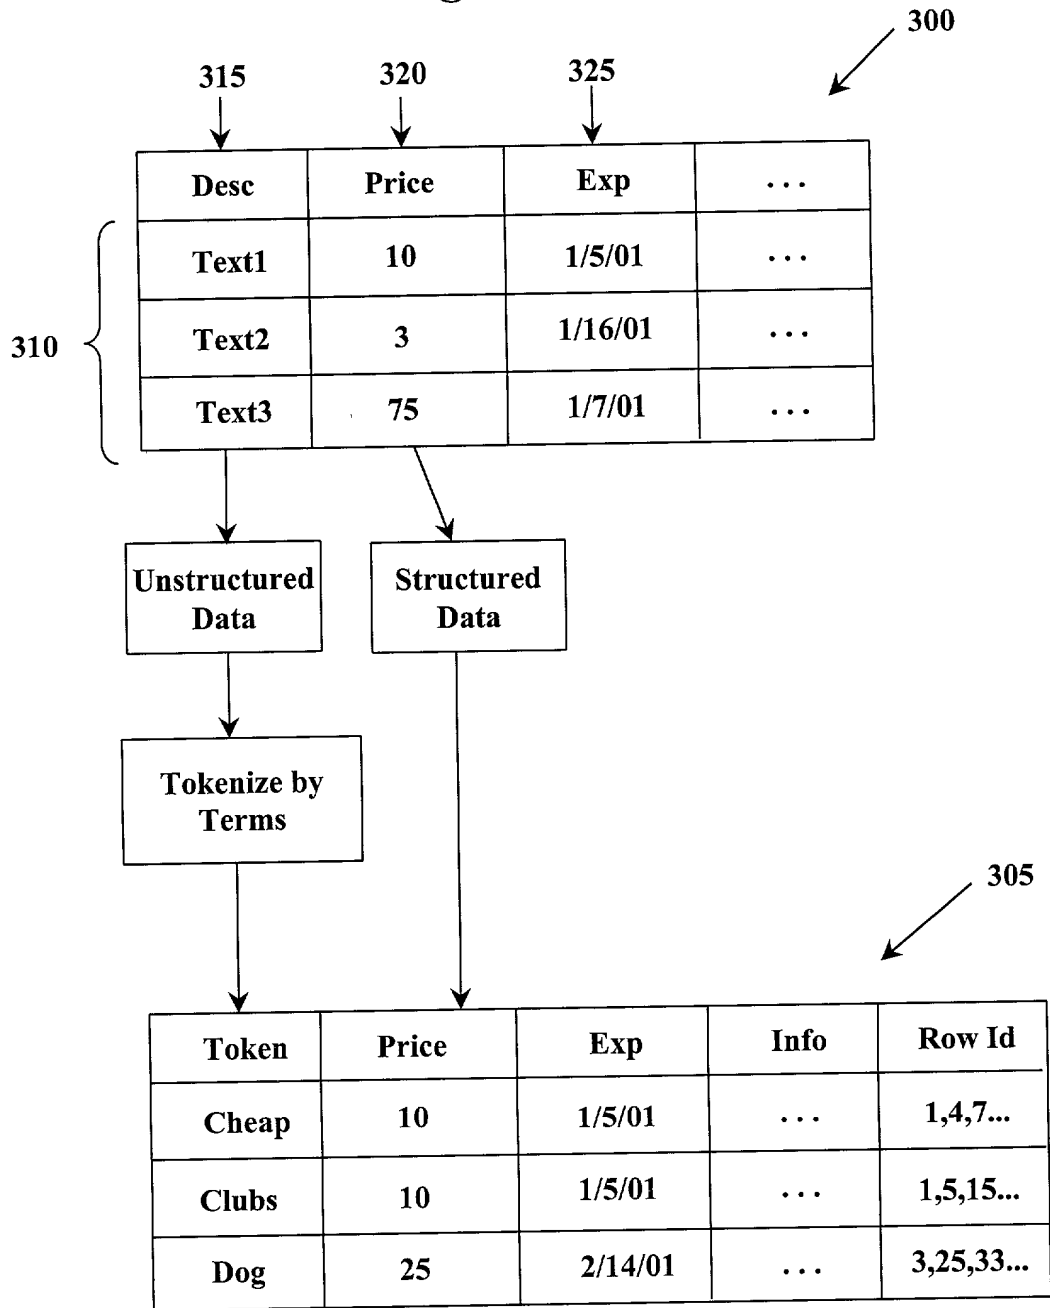 300
315 320 325
Desc Price Exp ...
Text1 10 1/5/01 ...
310
Text2 3 1/16/01 ...
Text3 75 1/7/01 ...
Unstructured
Data
Structured
Data
Tokenize by
Terms
305
Token Price Exp Info Row Id
Cheap 10 1/5/01 ... 1,4,7...
Clubs 10 1/5/01 ... 1,5,15...
Dog 25 2/14/01 ... 3,25,33...